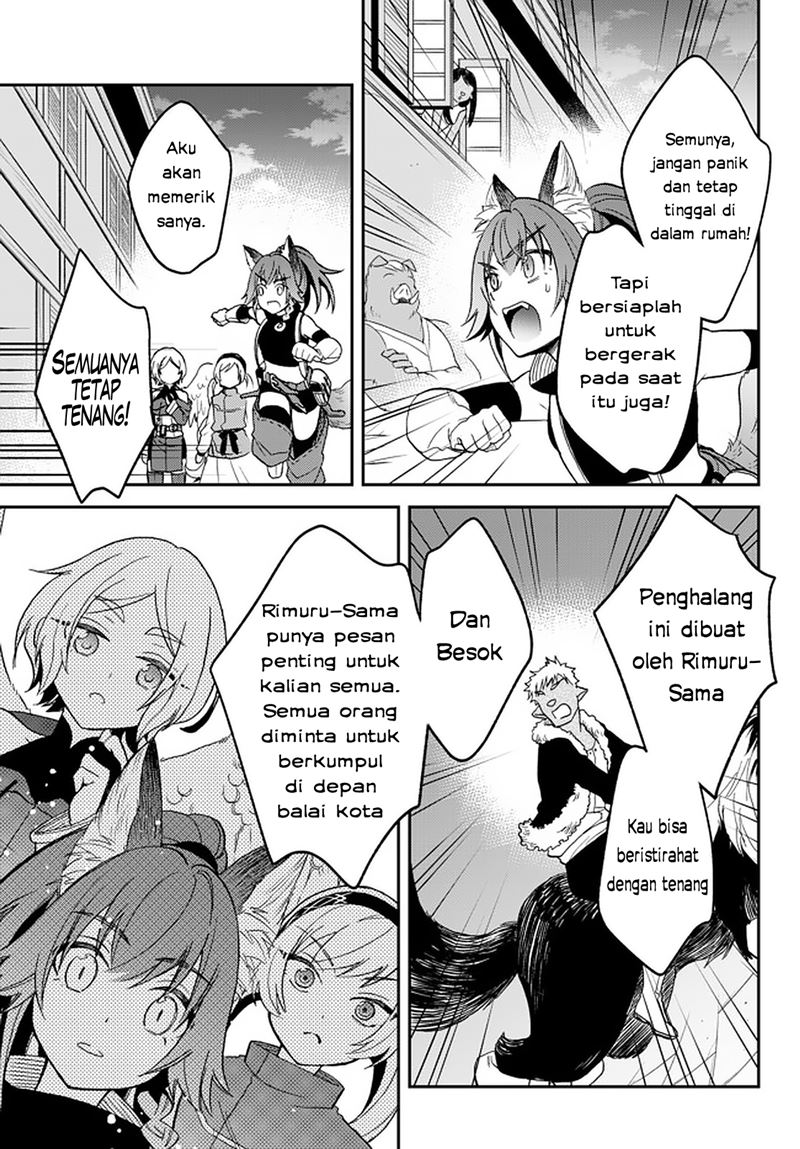 Semunya,
jangan panik
dan tetap
tinggal di
dalam rumah!
Tapi
bersiaplah
untuk
bergerak
pada saat
itu juga!
Aku
akan
memerik
sanya.
SEMUANYA
TETAP
TENANG!
Penghalang
ini dibuat
oleh Rimuru-
Sama
Kau bisa
beristirahat
dengan tenang
Dan
Besok
Rimuru-Sama
punya pesan
penting untuk
kalian semua.
Semua orang
diminta untuk
berkumpul
di depan
balai kota